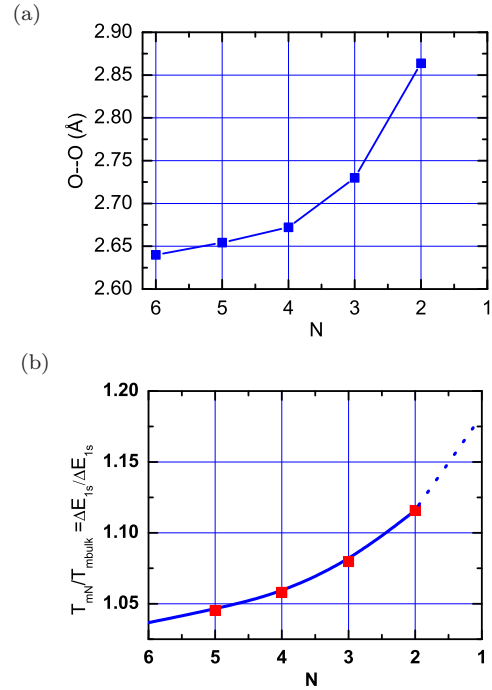 (a)
2.90
2.85
2.80
2.75
2.70
2.65
2.60
O--O (Å)
6 5 4 3 2 1
N
(b)
1.20
1.15
1.10
1.05
T_mN/T_mbulk =ΔE_1s/ΔE_1s
6 5 4 3 2 1
N